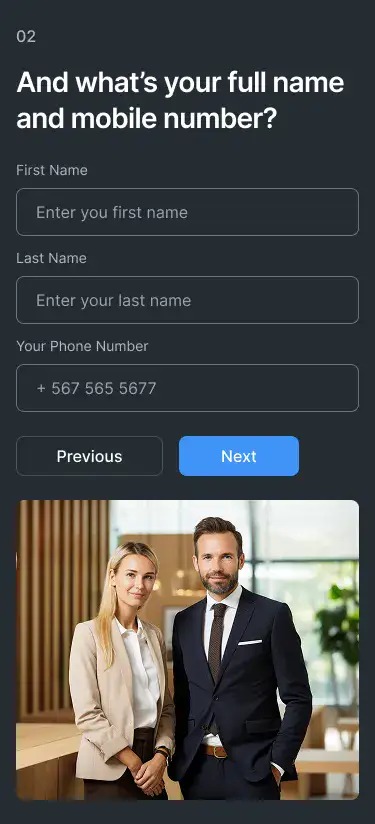 02
And what's your full name
and mobile number?
First Name
Enter you first name
Last Name
Enter your last name
Your Phone Number
+ 567 565 5677
Previous
Next